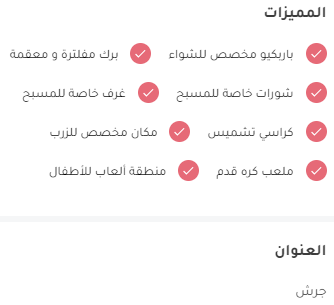 المميزات
باربكيو مخصص للشواء برك مفلترة و معقمة
شورات خاصة للمسبح غرف خاصة للمسبح
كراسي تشميس مكان مخصص للزرب
ملعب كره قدم منطقة ألعاب للأطفال
العنوان
جرش